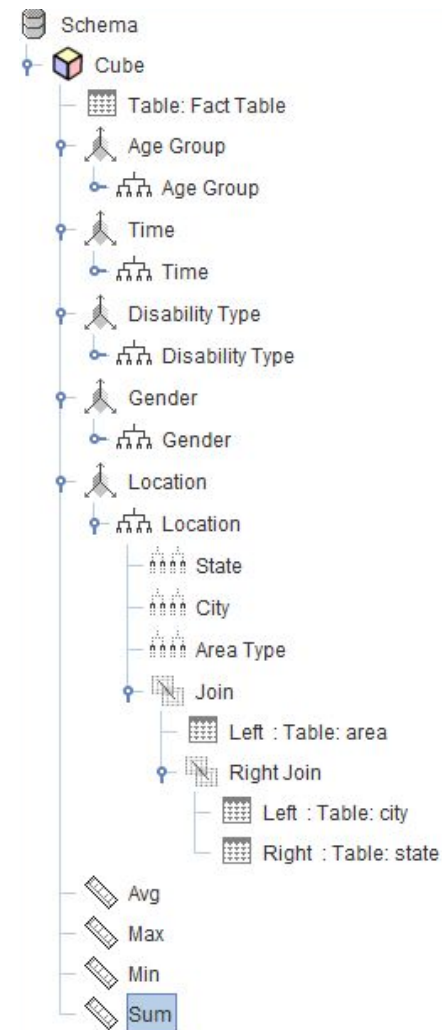 Schema
Cube
Table: Fact Table
Age Group
Age Group
Time
Time
Disability Type
Disability Type
Gender
Gender
Location
Location
State
City
Area Type
Join
Left : Table: area
Right Join
Left : Table: city
Right : Table: state
Avg
Max
Min
Sum